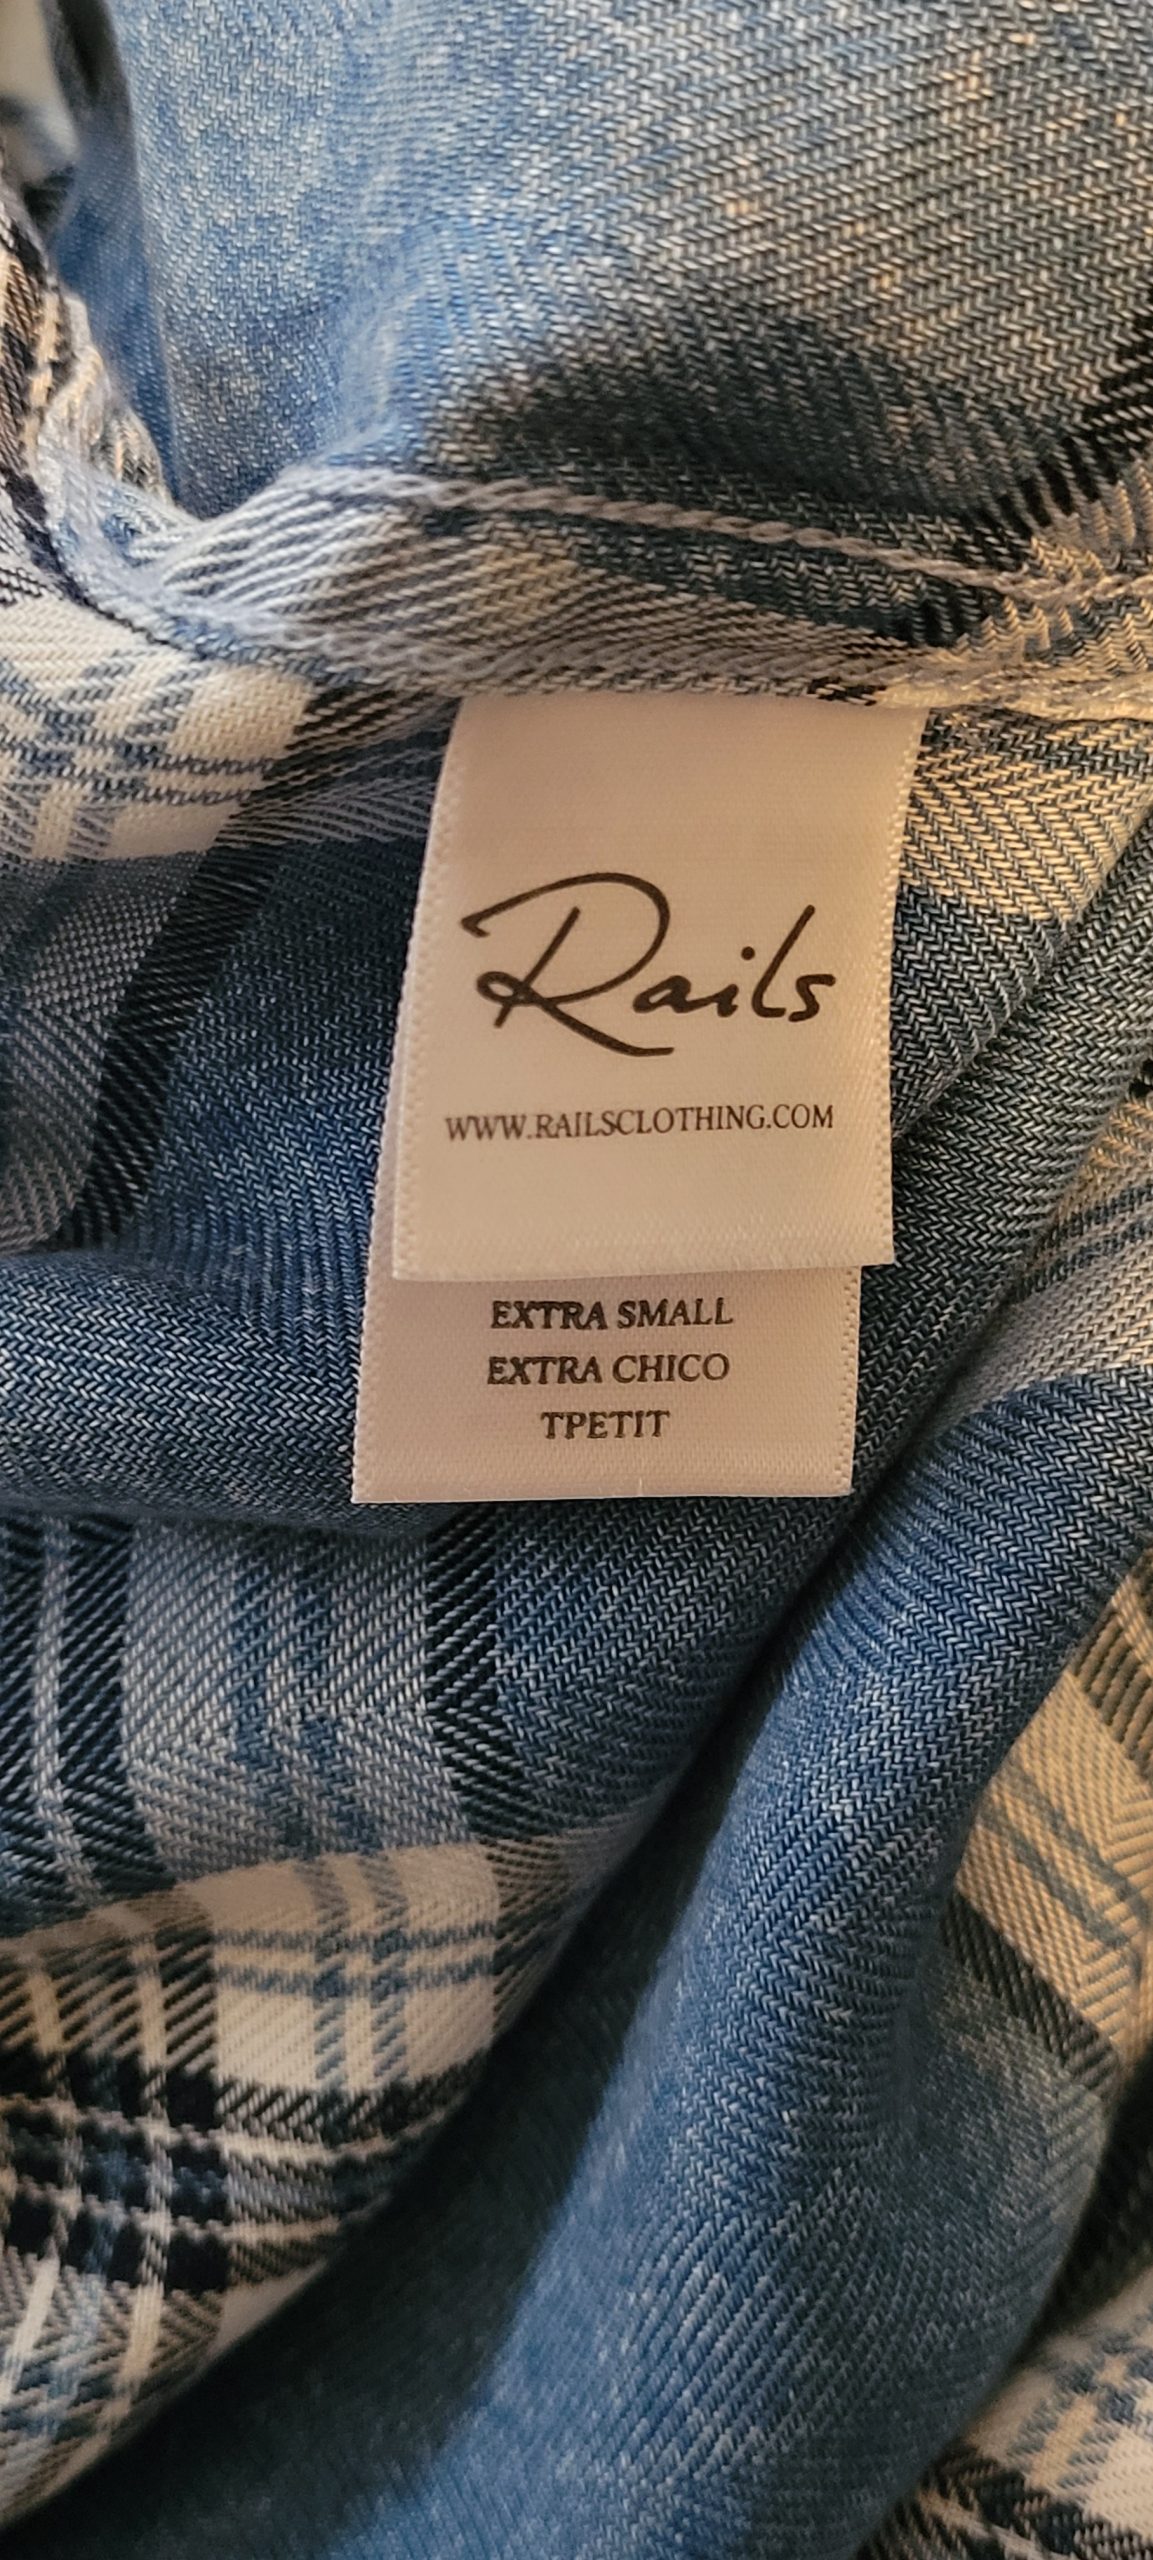 Rails
WWW.RAILSCLOTHING.COM
EXTRA SMALL
EXTRA CHICO
TPETIT